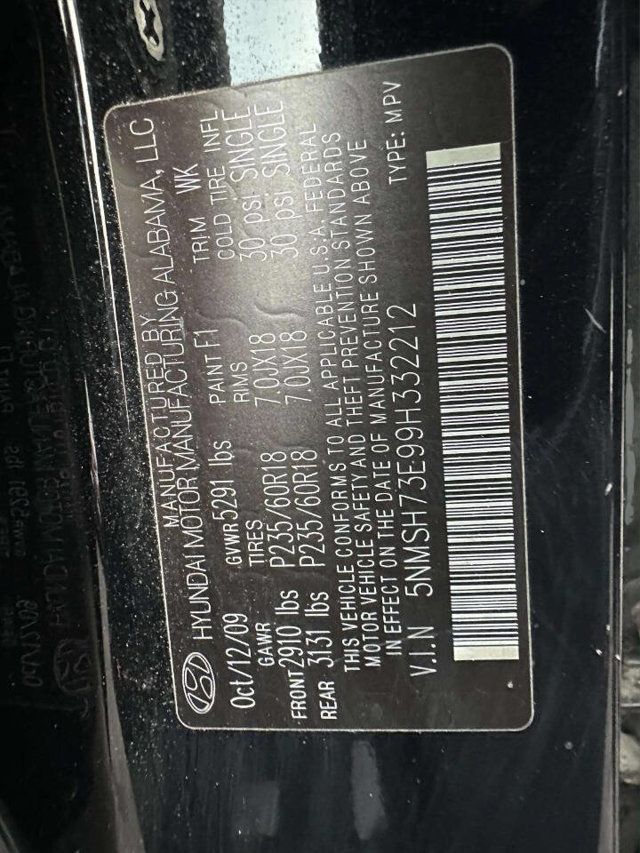 MANUFACTURED BY
HYUNDAI MOTOR MANUFACTURING ALABAMA, LLC
Oct/12/09 GVWR 5291 lbs PAINT F1 TRIM WK
GAWR TIRES RMS COLD TIRE INFL
FRONT 2910 lbs P235/60R18 7.0JX18 30 psi SINGLE
REAR 3131 lbs P235/60R18 7.0JX18 30 psi SINGLE
THIS VEHICLE CONFORMS TO ALL APPLICABLE U.S.A. FEDERAL
MOTOR VEHICLE SAFETY AND THEFT PREVENTION STANDARDS
IN EFFECT ON THE DATE OF MANUFACTURE SHOWN ABOVE
V.I.N 5NMSH73E99H332212 TYPE: MPV